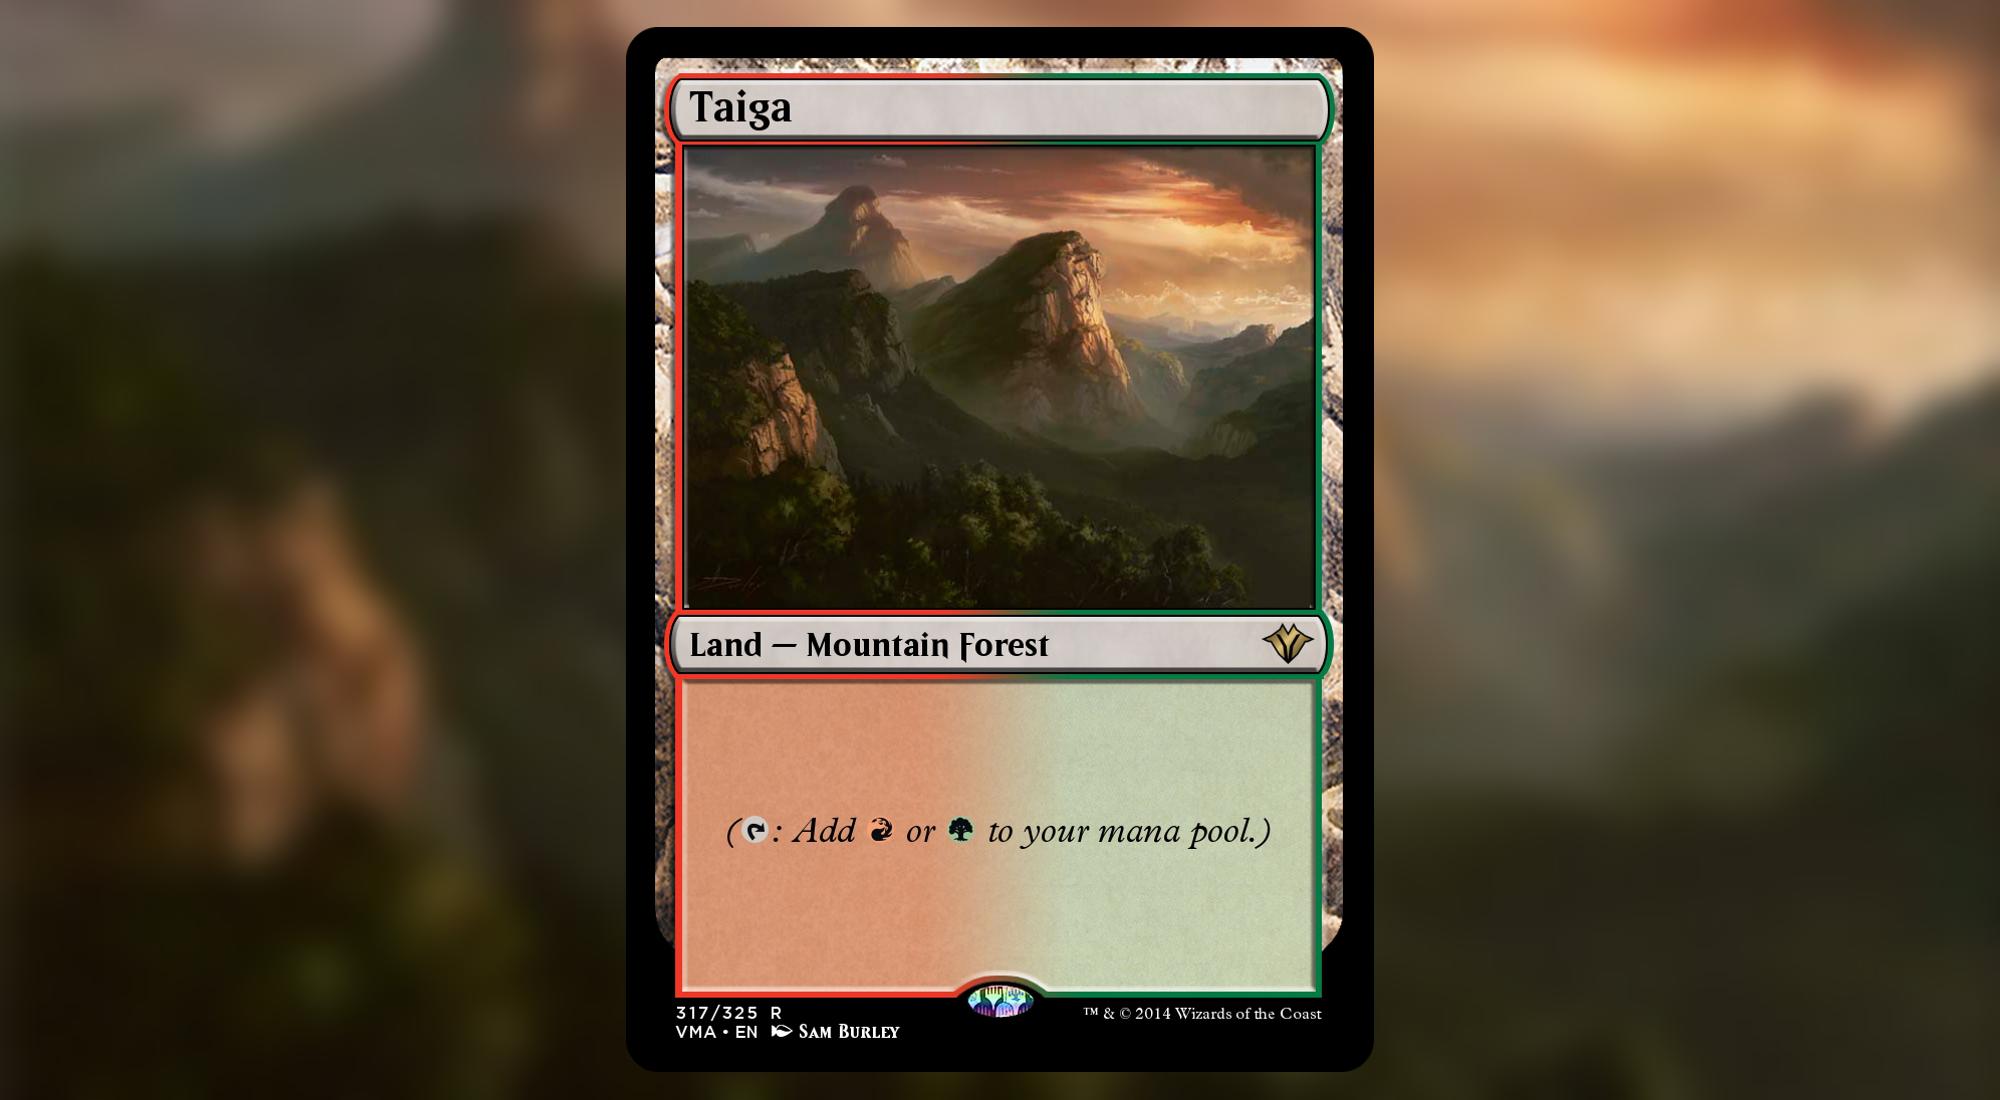 Taiga
Land — Mountain Forest
(: Add or to your mana pool.)
317/325 R
VMA • EN SAM BURLEY
™ & © 2014 Wizards of the Coast